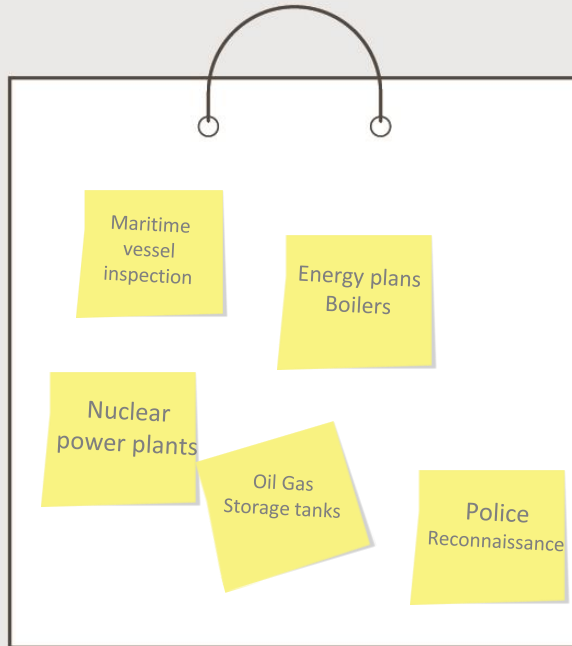 Maritime
vessel
inspection
Energy plans
Boilers
Nuclear
power plants
Oil Gas
Storage tanks
Police
Reconnaissance